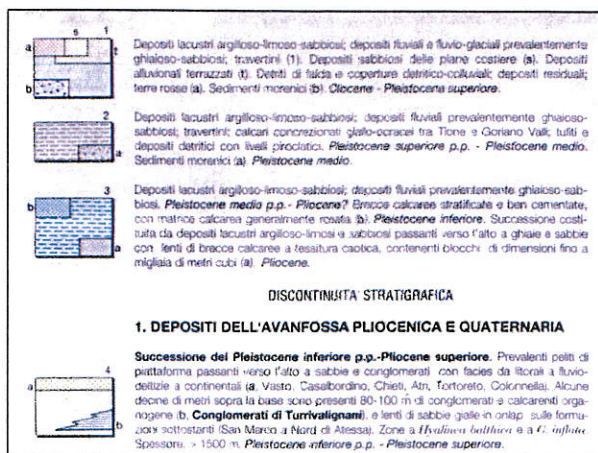 s 1
a t
b
Depositi lacustri argilloso-limoso-sabbiosi; depositi fluviali e fluvio-glaciali prevalentemente
ghiaioso-sabbiosi; travertini (1). Depositi sabbiosi delle piane costiere (s). Depositi
alluvionali terrazzati (t). Detriti di falda e coperture detritico-colluviali; depositi residuali;
terre rosse (a). Sedimenti morenici (b). Olocene - Pleistocene superiore.
2
a
Depositi lacustri argilloso-limoso-sabbiosi; depositi fluviali prevalentemente ghiaioso-
sabbiosi; travertini; calcari concrezionati giallo-ocracei tra Tione e Goriano Valli; tufiti e
depositi detritici con livelli piroclastici. Pleistocene superiore p.p. - Pleistocene medio.
Sedimenti morenici (a). Pleistocene medio.
3
b
a
Depositi lacustri argilloso-limoso-sabbiosi; depositi fluviali prevalentemente ghiaioso-sab-
biosi. Pleistocene medio p.p.- Pliocene? Brecce calcaree stratificate e ben cementate,
con matrice calcarea generalmente rosata (b). Pleistocene inferiore. Successione costi-
tuita da depositi lacustri argilloso-limosi e sabbiosi passanti verso l'alto a ghiaie e sabbie
con lenti di brecce calcaree a tessitura caotica, contenenti blocchi di dimensioni fino a
migliaia di metri cubi (a). Pliocene.
DISCONTINUITA' STRATIGRAFICA
1. DEPOSITI DELL'AVANFOSSA PLIOCENICA E QUATERNARIA
4
a
b
Successione del Pleistocene inferiore p.p.-Pliocene superiore. Prevalenti peliti di
piattaforma passanti verso l'alto a sabbie e conglomerati con facies da litorali a fluvio-
deltizie a continentali (a, Vasto, Casalbordino, Chieti, Atri, Tortoreto, Colonnella). Alcune
decine di metri sopra la base sono presenti 80-100 m di conglomerati e calcareniti orga-
nogene (b, Conglomerati di Turrivalignani), e lenti di sabbie gialle in onlap sulle forma-
zioni sottostanti (San Marco a Nord di Atessa). Zone a Hyalinea balthica e a G. inflata.
Spessore: > 1500 m. Pleistocene inferiore p.p. - Pleistocene superiore.